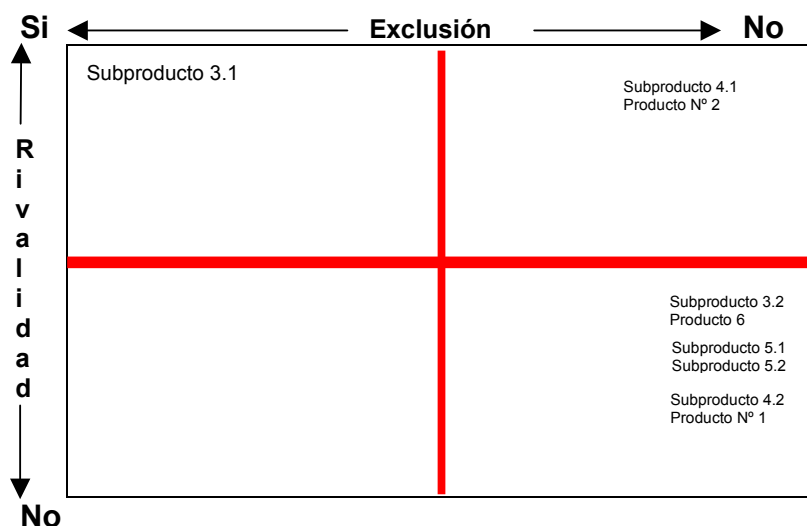 Si Exclusión No
Rivalidad
Subproducto 3.1
Subproducto 4.1
Producto Nº 2
Subproducto 3.2
Producto 6
Subproducto 5.1
Subproducto 5.2
Subproducto 4.2
Producto Nº 1
No